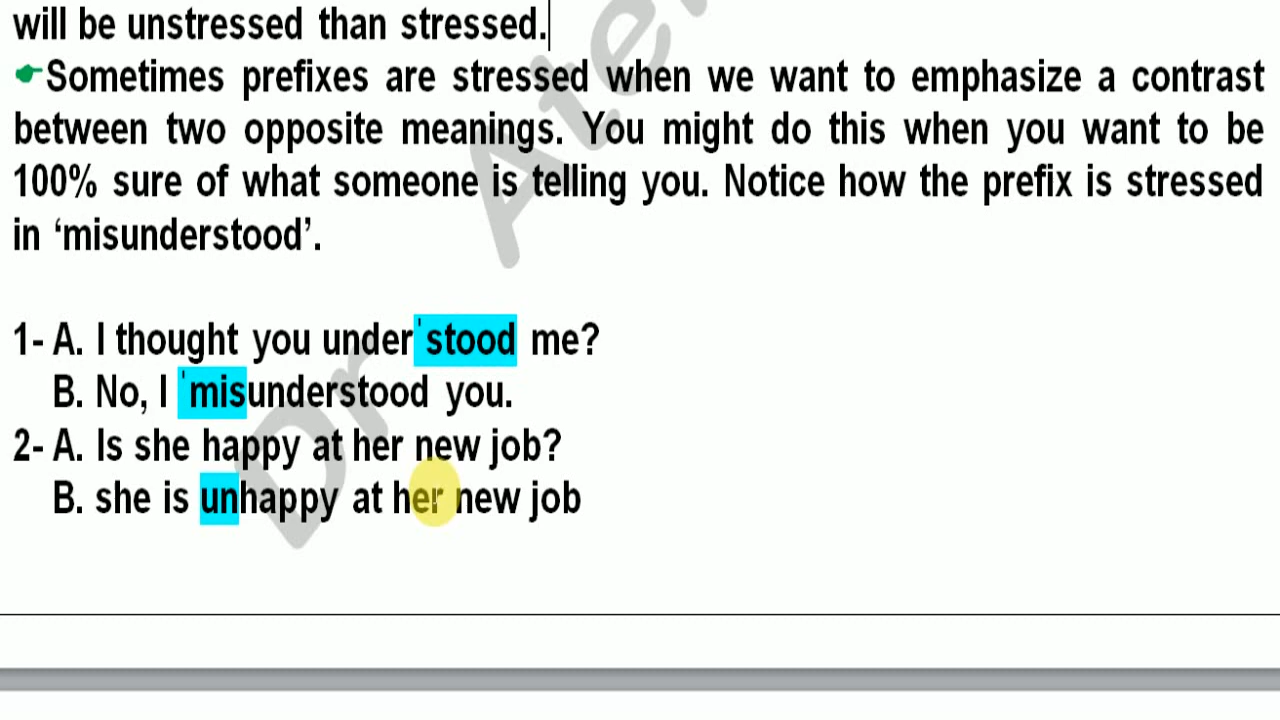 will be unstressed than stressed.
Sometimes prefixes are stressed when we want to emphasize a contrast
between two opposite meanings. You might do this when you want to be
100% sure of what someone is telling you. Notice how the prefix is stressed
in ‘misunderstood’.
1- A. I thought you underˈstood me?
B. No, I ˈmisunderstood you.
2- A. Is she happy at her new job?
B. she is unhappy at her new job
Dr